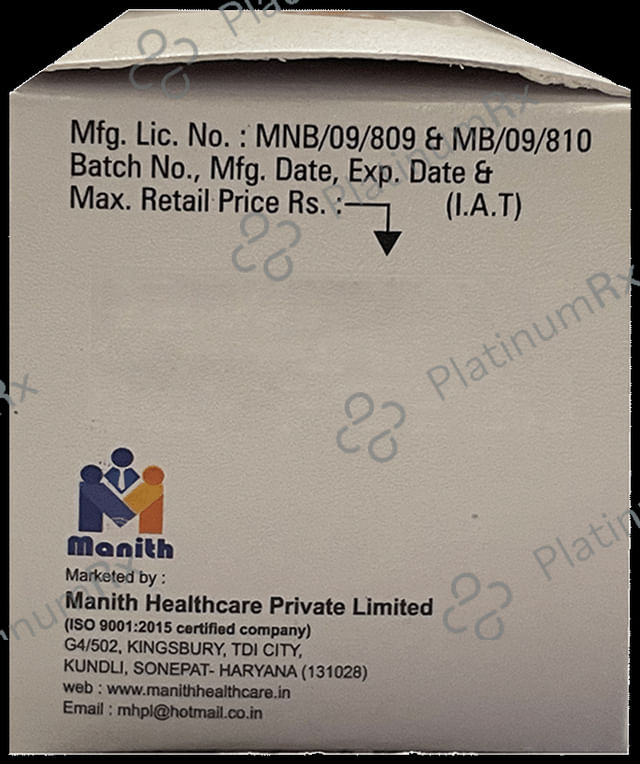 Mfg. Lic. No. : MNB/09/809 & MB/09/810
Batch No., Mfg. Date, Exp. Date &
Max. Retail Price Rs. :
(I.A.T)
Manith
Marketed by :
Manith Healthcare Private Limited
(ISO 9001:2015 certified company)
G4/502, KINGSBURY, TDI CITY,
KUNDLI, SONEPAT- HARYANA (131028)
web : www.manithhealthcare.in
Email : mhpl@hotmail.co.in
PlatinumRx
PlatinumRx
PlatinumRx